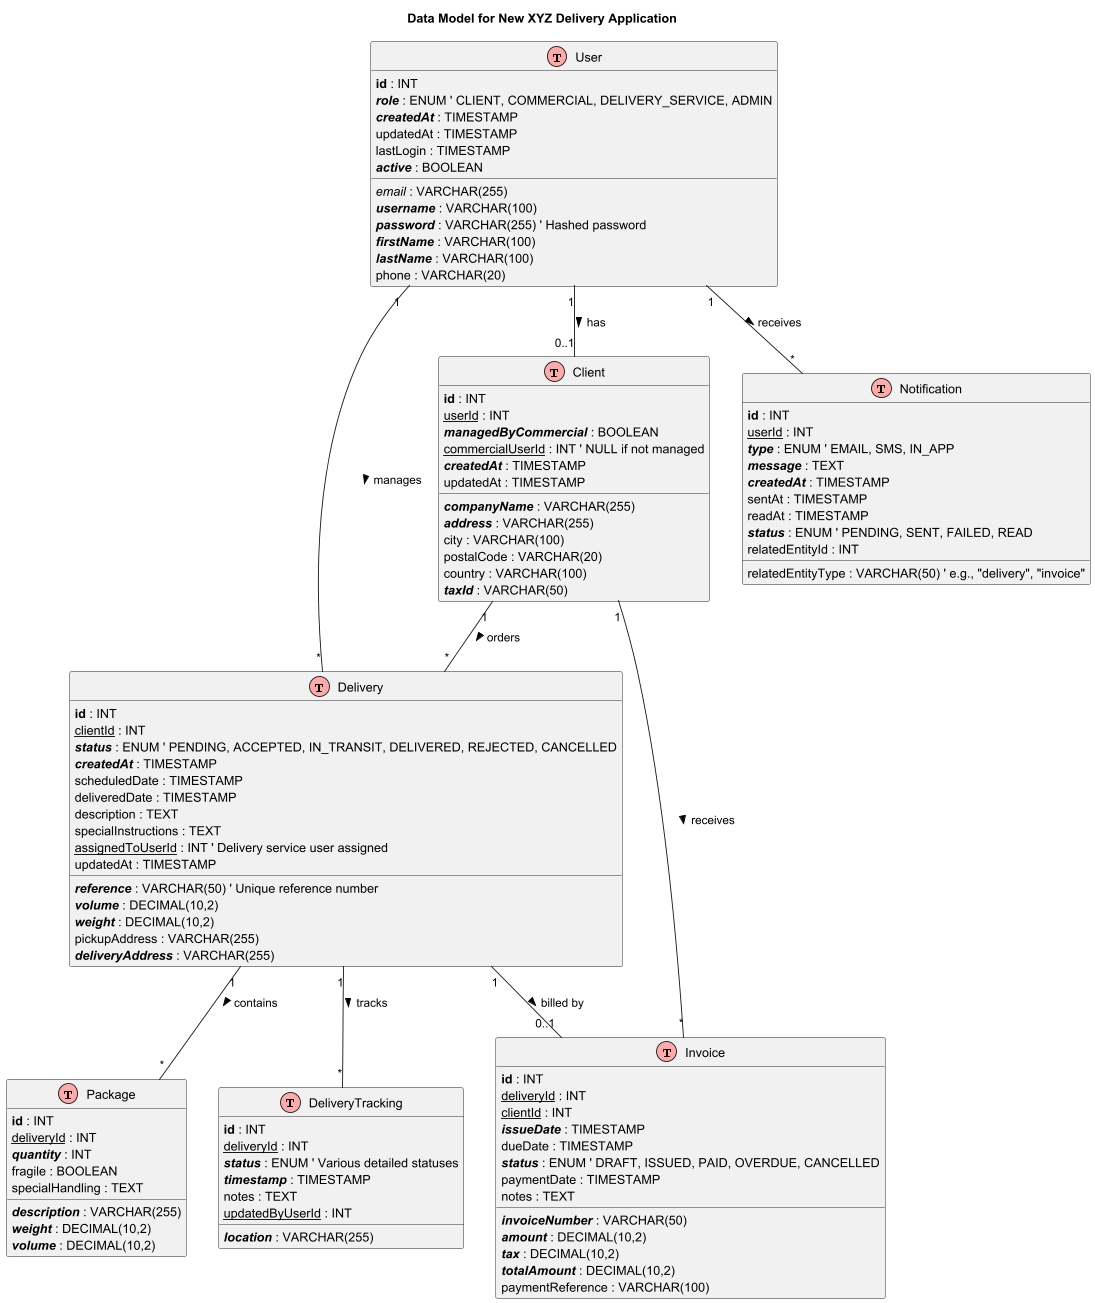 Data Model for New XYZ Delivery Application
T User
id : INT
role : ENUM ' CLIENT, COMMERCIAL, DELIVERY_SERVICE, ADMIN
createdAt : TIMESTAMP
updatedAt : TIMESTAMP
lastLogin : TIMESTAMP
active : BOOLEAN
email : VARCHAR(255)
username : VARCHAR(100)
password : VARCHAR(255) ' Hashed password
firstName : VARCHAR(100)
lastName : VARCHAR(100)
phone : VARCHAR(20)
1
1
1
has
receives
0..1
*
T Client
id : INT
userId : INT
managedByCommercial : BOOLEAN
commercialUserId : INT ' NULL if not managed
createdAt : TIMESTAMP
updatedAt : TIMESTAMP
companyName : VARCHAR(255)
address : VARCHAR(255)
city : VARCHAR(100)
postalCode : VARCHAR(20)
country : VARCHAR(100)
taxId : VARCHAR(50)
T Notification
id : INT
userId : INT
type : ENUM ' EMAIL, SMS, IN_APP
message : TEXT
createdAt : TIMESTAMP
sentAt : TIMESTAMP
readAt : TIMESTAMP
status : ENUM ' PENDING, SENT, FAILED, READ
relatedEntityId : INT
relatedEntityType : VARCHAR(50) ' e.g., "delivery", "invoice"
manages
1
1
orders
*
*
T Delivery
id : INT
clientId : INT
status : ENUM ' PENDING, ACCEPTED, IN_TRANSIT, DELIVERED, REJECTED, CANCELLED
createdAt : TIMESTAMP
scheduledDate : TIMESTAMP
deliveredDate : TIMESTAMP
description : TEXT
specialInstructions : TEXT
assignedToUserId : INT ' Delivery service user assigned
updatedAt : TIMESTAMP
reference : VARCHAR(50) ' Unique reference number
volume : DECIMAL(10,2)
weight : DECIMAL(10,2)
pickupAddress : VARCHAR(255)
deliveryAddress : VARCHAR(255)
receives
1
1
1
contains
tracks
billed by
0..1
*
*
*
T Package
id : INT
deliveryId : INT
quantity : INT
fragile : BOOLEAN
specialHandling : TEXT
description : VARCHAR(255)
weight : DECIMAL(10,2)
volume : DECIMAL(10,2)
T DeliveryTracking
id : INT
deliveryId : INT
status : ENUM ' Various detailed statuses
timestamp : TIMESTAMP
notes : TEXT
updatedByUserId : INT
location : VARCHAR(255)
T Invoice
id : INT
deliveryId : INT
clientId : INT
issueDate : TIMESTAMP
dueDate : TIMESTAMP
status : ENUM ' DRAFT, ISSUED, PAID, OVERDUE, CANCELLED
paymentDate : TIMESTAMP
notes : TEXT
invoiceNumber : VARCHAR(50)
amount : DECIMAL(10,2)
tax : DECIMAL(10,2)
totalAmount : DECIMAL(10,2)
paymentReference : VARCHAR(100)